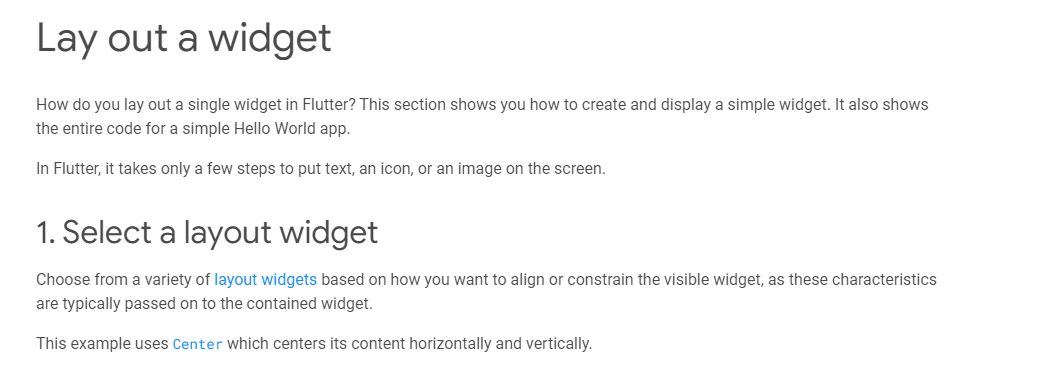 Lay out a widget
How do you lay out a single widget in Flutter? This section shows you how to create and display a simple widget. It also shows
the entire code for a simple Hello World app.
In Flutter, it takes only a few steps to put text, an icon, or an image on the screen.
1. Select a layout widget
Choose from a variety of layout widgets based on how you want to align or constrain the visible widget, as these characteristics
are typically passed on to the contained widget.
This example uses Center which centers its content horizontally and vertically.